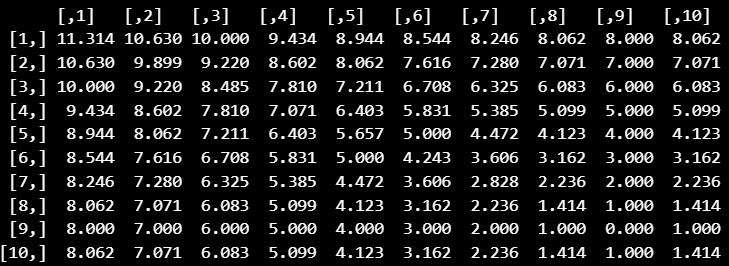 [,1] [,2] [,3] [,4] [,5] [,6] [,7] [,8] [,9] [,10]
[1,] 11.314 10.630 10.000 9.434 8.944 8.544 8.246 8.062 8.000 8.062
[2,] 10.630 9.899 9.220 8.602 8.062 7.616 7.280 7.071 7.000 7.071
[3,] 10.000 9.220 8.485 7.810 7.211 6.708 6.325 6.083 6.000 6.083
[4,] 9.434 8.602 7.810 7.071 6.403 5.831 5.385 5.099 5.000 5.099
[5,] 8.944 8.062 7.211 6.403 5.657 5.000 4.472 4.123 4.000 4.123
[6,] 8.544 7.616 6.708 5.831 5.000 4.243 3.606 3.162 3.000 3.162
[7,] 8.246 7.280 6.325 5.385 4.472 3.606 2.828 2.236 2.000 2.236
[8,] 8.062 7.071 6.083 5.099 4.123 3.162 2.236 1.414 1.000 1.414
[9,] 8.000 7.000 6.000 5.000 4.000 3.000 2.000 1.000 0.000 1.000
[10,] 8.062 7.071 6.083 5.099 4.123 3.162 2.236 1.414 1.000 1.414